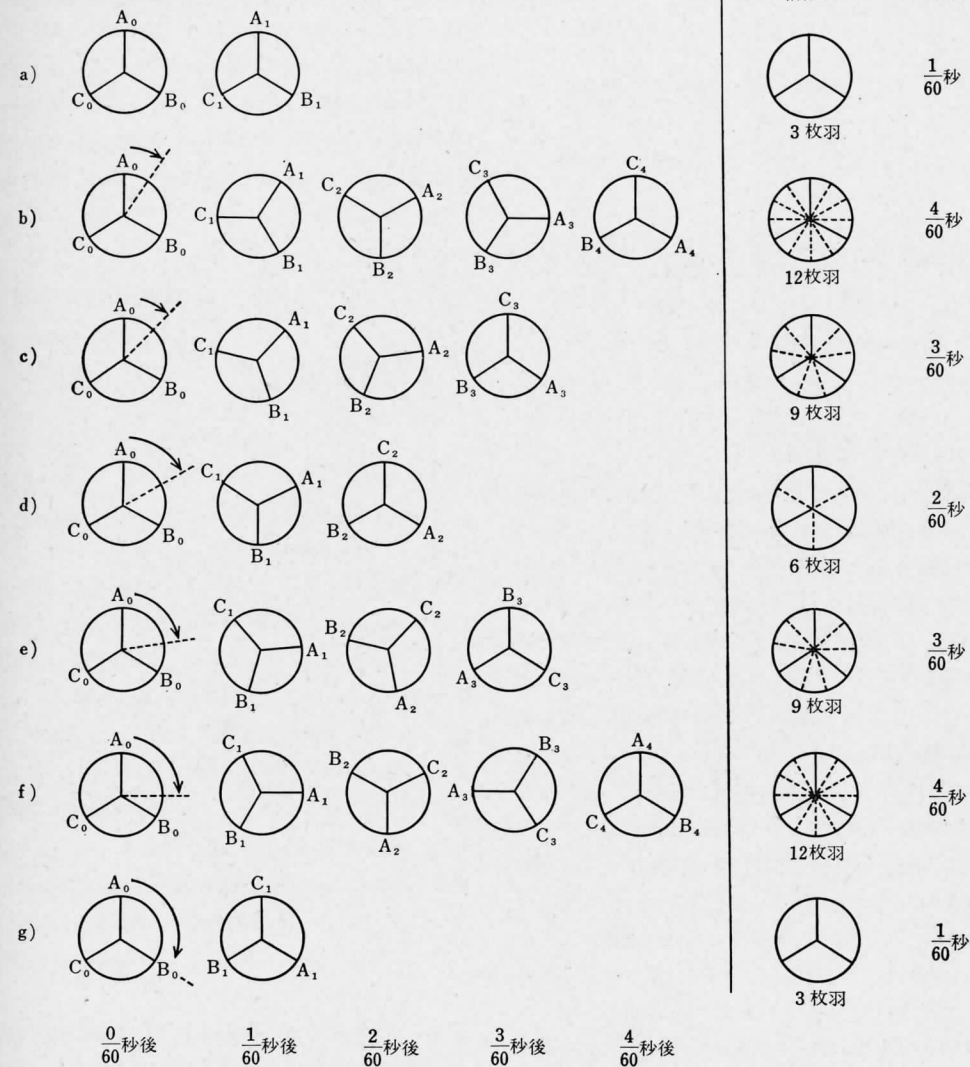 a) A₀ C₀ B₀ A₁ C₁ B₁ 3枚羽 1/60秒
b) A₀ C₀ B₀ A₁ C₁ B₁ C₂ A₂ B₂ C₃ A₃ B₃ C₄ B₄ A₄ 12枚羽 4/60秒
c) A₀ C₀ B₀ A₁ C₁ B₁ C₂ A₂ B₂ C₃ B₃ A₃ 9枚羽 3/60秒
d) A₀ C₀ B₀ C₁ A₁ B₁ C₂ B₂ A₂ 6枚羽 2/60秒
e) A₀ C₀ B₀ C₁ A₁ B₁ B₂ C₂ A₂ B₃ A₃ C₃ 9枚羽 3/60秒
f) A₀ C₀ B₀ C₁ A₁ B₁ B₂ C₂ A₂ B₃ A₃ C₃ A₄ C₄ B₄ 12枚羽 4/60秒
g) A₀ C₀ B₀ C₁ B₁ A₁ 3枚羽 1/60秒
0/60秒後 1/60秒後 2/60秒後 3/60秒後 4/60秒後